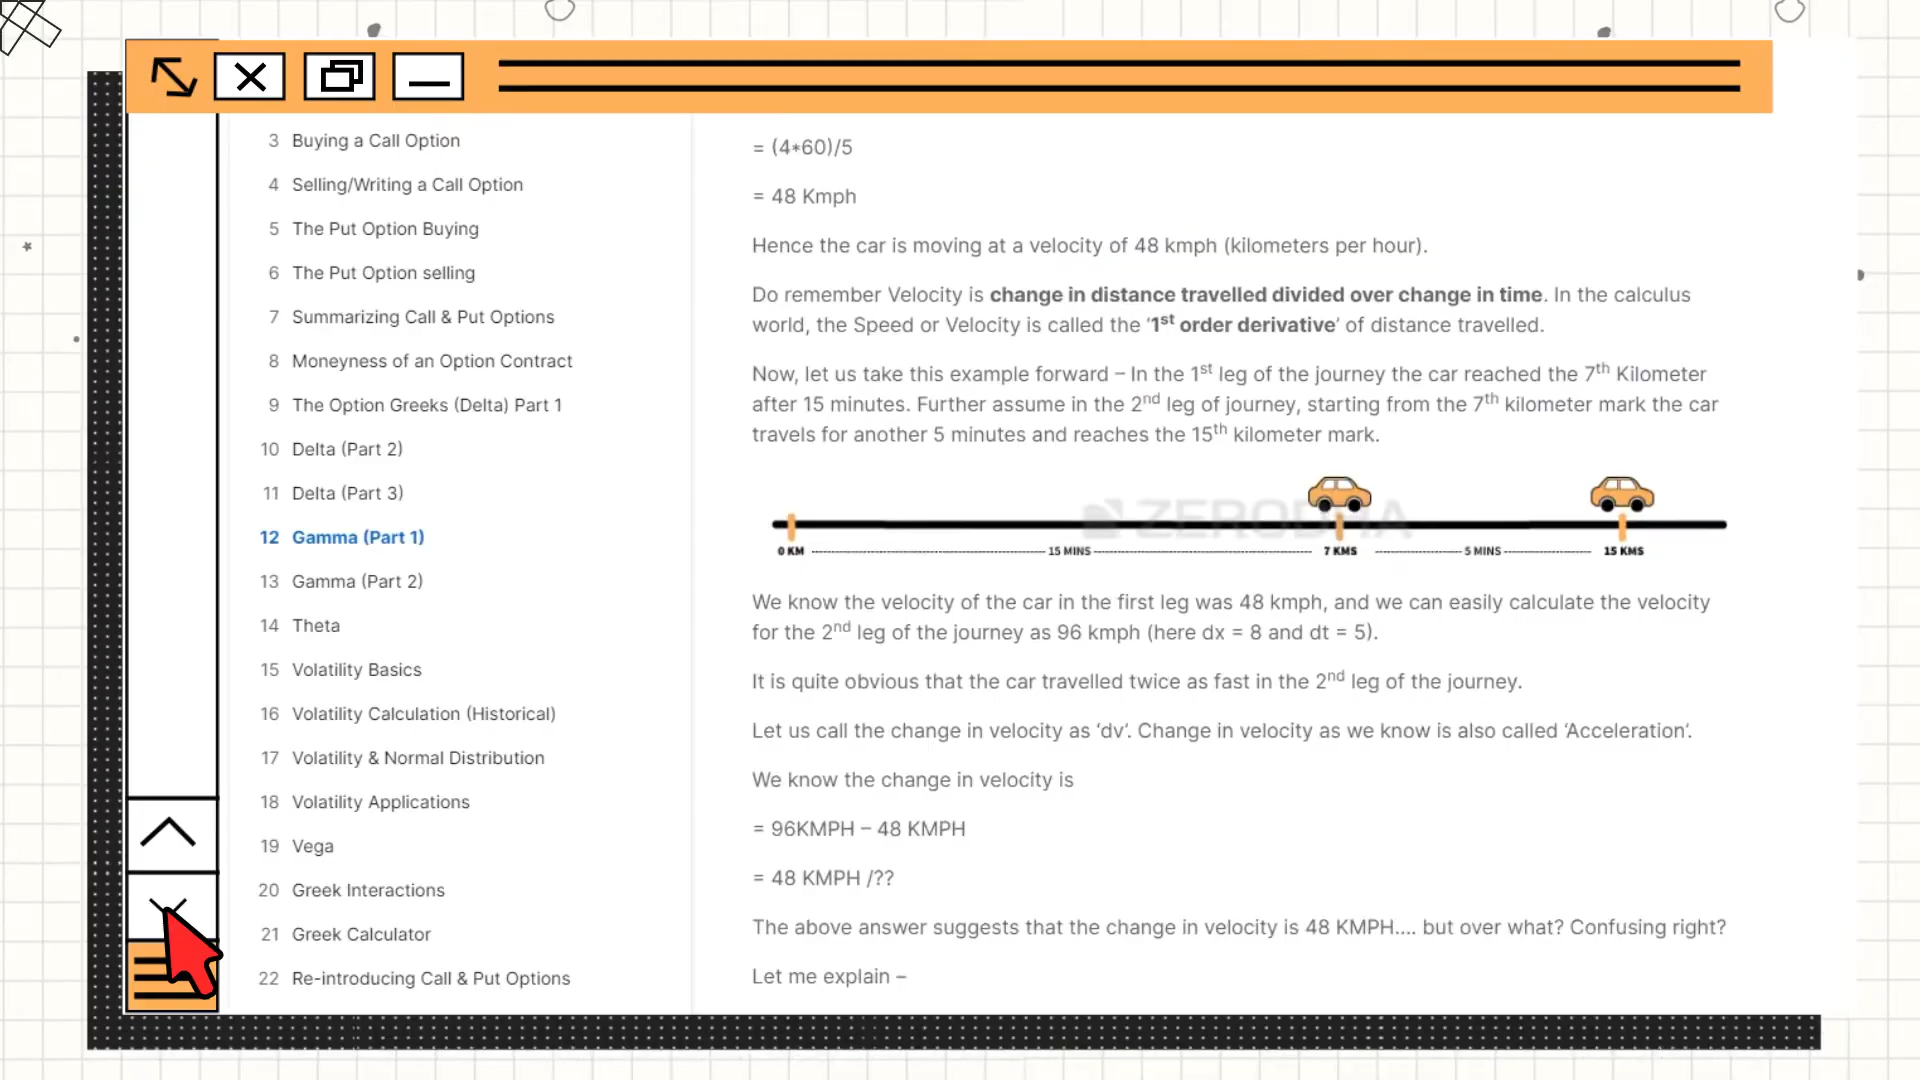 3 Buying a Call Option
4 Selling/Writing a Call Option
5 The Put Option Buying
6 The Put Option selling
7 Summarizing Call & Put Options
8 Moneyness of an Option Contract
9 The Option Greeks (Delta) Part 1
10 Delta (Part 2)
11 Delta (Part 3)
12 Gamma (Part 1)
13 Gamma (Part 2)
14 Theta
15 Volatility Basics
16 Volatility Calculation (Historical)
17 Volatility & Normal Distribution
18 Volatility Applications
19 Vega
20 Greek Interactions
21 Greek Calculator
22 Re-introducing Call & Put Options
= (4*60)/5
= 48 Kmph
Hence the car is moving at a velocity of 48 kmph (kilometers per hour).
Do remember Velocity is change in distance travelled divided over change in time. In the calculus
world, the Speed or Velocity is called the ‘1st order derivative’ of distance travelled.
Now, let us take this example forward – In the 1st leg of the journey the car reached the 7th Kilometer
after 15 minutes. Further assume in the 2nd leg of journey, starting from the 7th kilometer mark the car
travels for another 5 minutes and reaches the 15th kilometer mark.
ZERODHA
0 KM 15 MINS 7 KMS 5 MINS 15 KMS
We know the velocity of the car in the first leg was 48 kmph, and we can easily calculate the velocity
for the 2nd leg of the journey as 96 kmph (here dx = 8 and dt = 5).
It is quite obvious that the car travelled twice as fast in the 2nd leg of the journey.
Let us call the change in velocity as ‘dv’. Change in velocity as we know is also called ‘Acceleration’.
We know the change in velocity is
= 96KMPH – 48 KMPH
= 48 KMPH /??
The above answer suggests that the change in velocity is 48 KMPH.... but over what? Confusing right?
Let me explain –